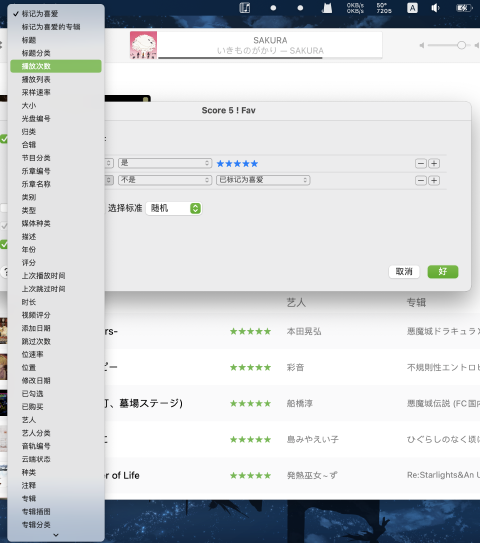 0KB/s
0KB/s
50°
7205
A
标记为喜爱
标记为喜爱的专辑
标题
标题分类
播放次数
播放列表
采样速率
大小
光盘编号
归类
合辑
节目分类
乐章编号
乐章名称
类别
类型
媒体种类
描述
年份
评分
上次播放时间
上次跳过时间
时长
视频评分
添加日期
跳过次数
位速率
位置
修改日期
已勾选
已购买
艺人
艺人分类
音轨编号
云端状态
种类
注释
专辑
专辑插图
专辑分类
SAKURA
いきものがかり — SAKURA
Score 5 ! Fav
是
★★★★★
不是
已标记为喜爱
选择标准
随机
?
取消
好
艺人
专辑
rs-
★★★★★
本田晃弘
悪魔城ドラキュラ
ピー
★★★★★
彩音
不規則性エントロピ
丁、墓場ステージ)
★★★★★
船橋淳
悪魔城伝説 (FC国内
に
★★★★★
島みやえい子
ひぐらしのなく頃に
er of Life
★★★★★
発熱巫女~ず
Re:Starlights&An U